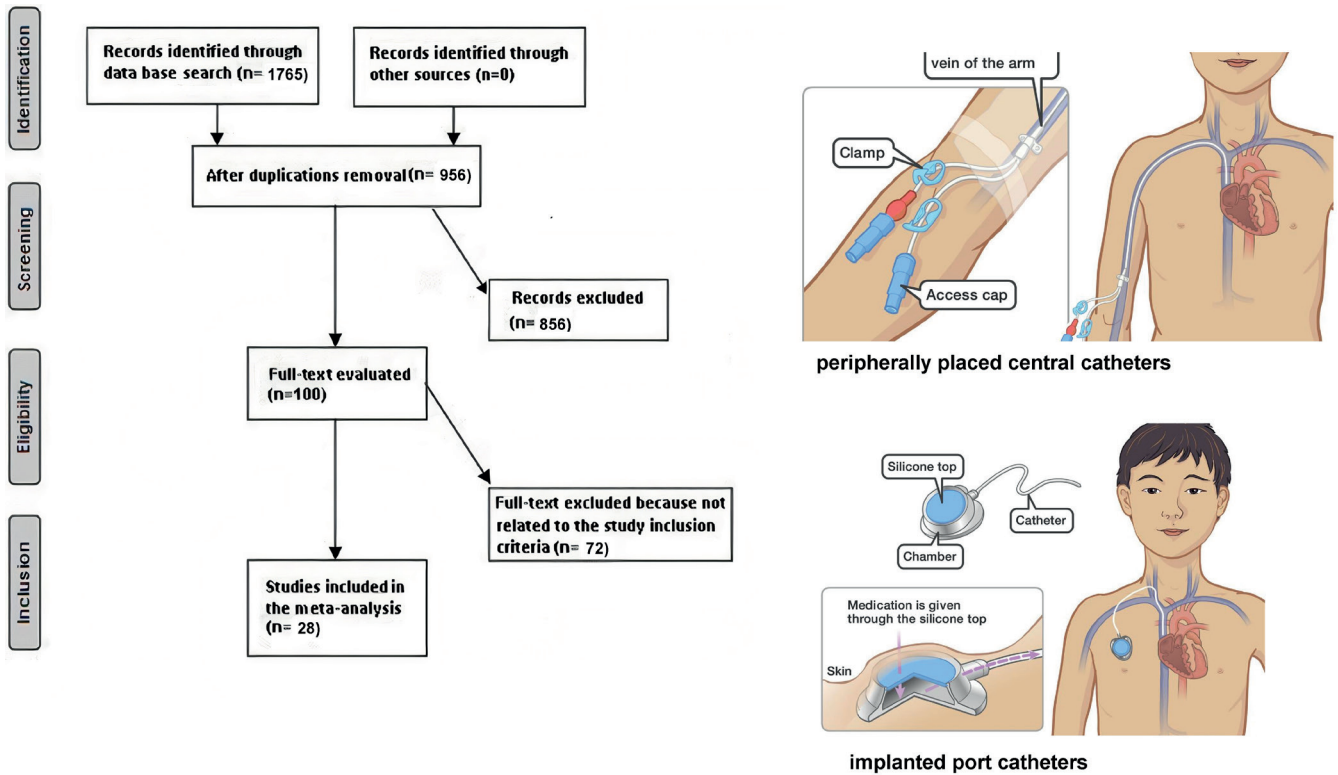 Identification
Screening
Eligibility
Inclusion
Records identified through
data base search (n= 1765)
Records identified through
other sources (n=0)
After duplications removal(n= 956)
Records excluded
(n= 856)
Full-text evaluated
(n=100)
Full-text excluded because not
related to the study inclusion
criteria (n= 72)
Studies included in
the meta-analysis
(n= 28)
vein of the arm
Clamp
Access cap
peripherally placed central catheters
Silicone top
Catheter
Chamber
Medication is given
through the silicone top
Skin
implanted port catheters